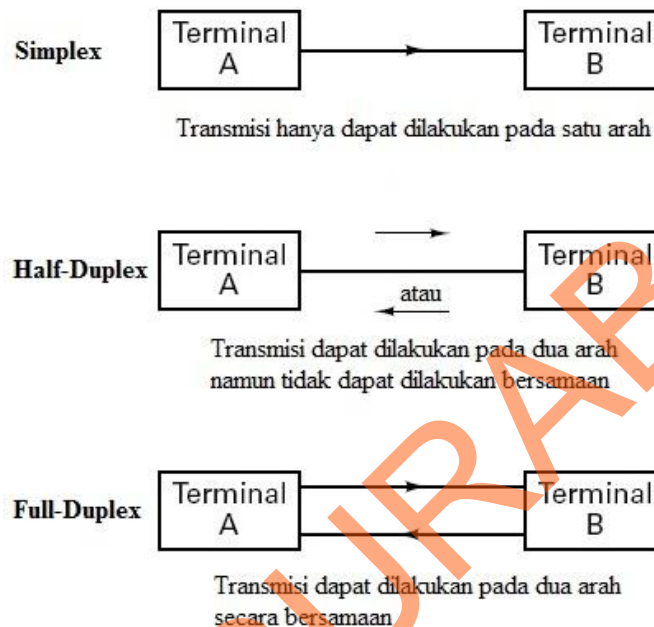 Simplex
Terminal
A
Terminal
B
Transmisi hanya dapat dilakukan pada satu arah
Half-Duplex
Terminal
A
atau
Terminal
B
Transmisi dapat dilakukan pada dua arah
namun tidak dapat dilakukan bersamaan
Full-Duplex
Terminal
A
Terminal
B
Transmisi dapat dilakukan pada dua arah
secara bersamaan